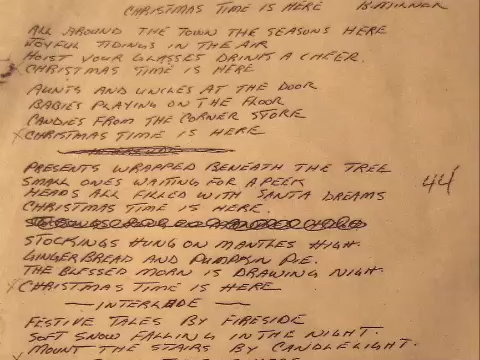 CHRISTMAS TIME IS HERE B. MILNER
ALL AROUND THE TOWN THE SEASONS HERE
JOYFUL TIDINGS IN THE AIR
HOIST YOUR GLASSES DRINK A CHEER.
CHRISTMAS TIME IS HERE
AUNTS AND UNCLES AT THE DOOR
BABIES PLAYING ON THE FLOOR
CANDIES FROM THE CORNER STORE
CHRISTMAS TIME IS HERE
INTERLUDE
PRESENTS WRAPPED BENEATH THE TREE
SMALL ONES WAITING FOR A PEEK
HEADS ALL FILLED WITH SANTA DREAMS
CHRISTMAS TIME IS HERE.
44
STOCKINGS HUNG ON MANTLES HIGH.
GINGERBREAD AND PUMPKIN PIE.
THE BLESSED MORN IS DRAWING NIGH.
CHRISTMAS TIME IS HERE
— INTERLUDE —
FESTIVE TALES BY FIRESIDE
SOFT SNOW FALLING IN THE NIGHT.
MOUNT THE STAIRS BY CANDLELIGHT.